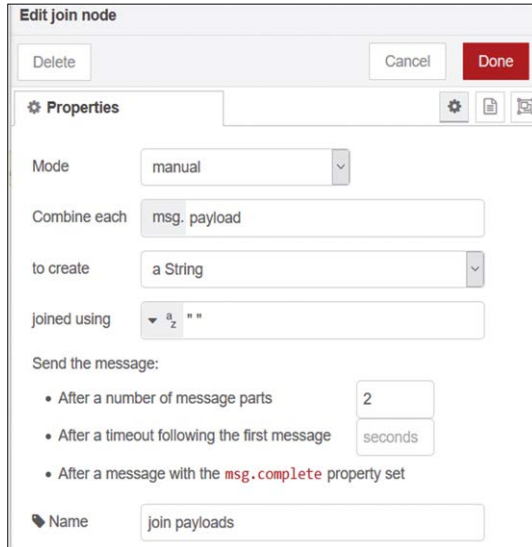 Edit join node
Delete Cancel Done
Properties
Mode manual
Combine each msg. payload
to create a String
joined using az " "
Send the message:
• After a number of message parts 2
• After a timeout following the first message seconds
• After a message with the msg.complete property set
Name join payloads